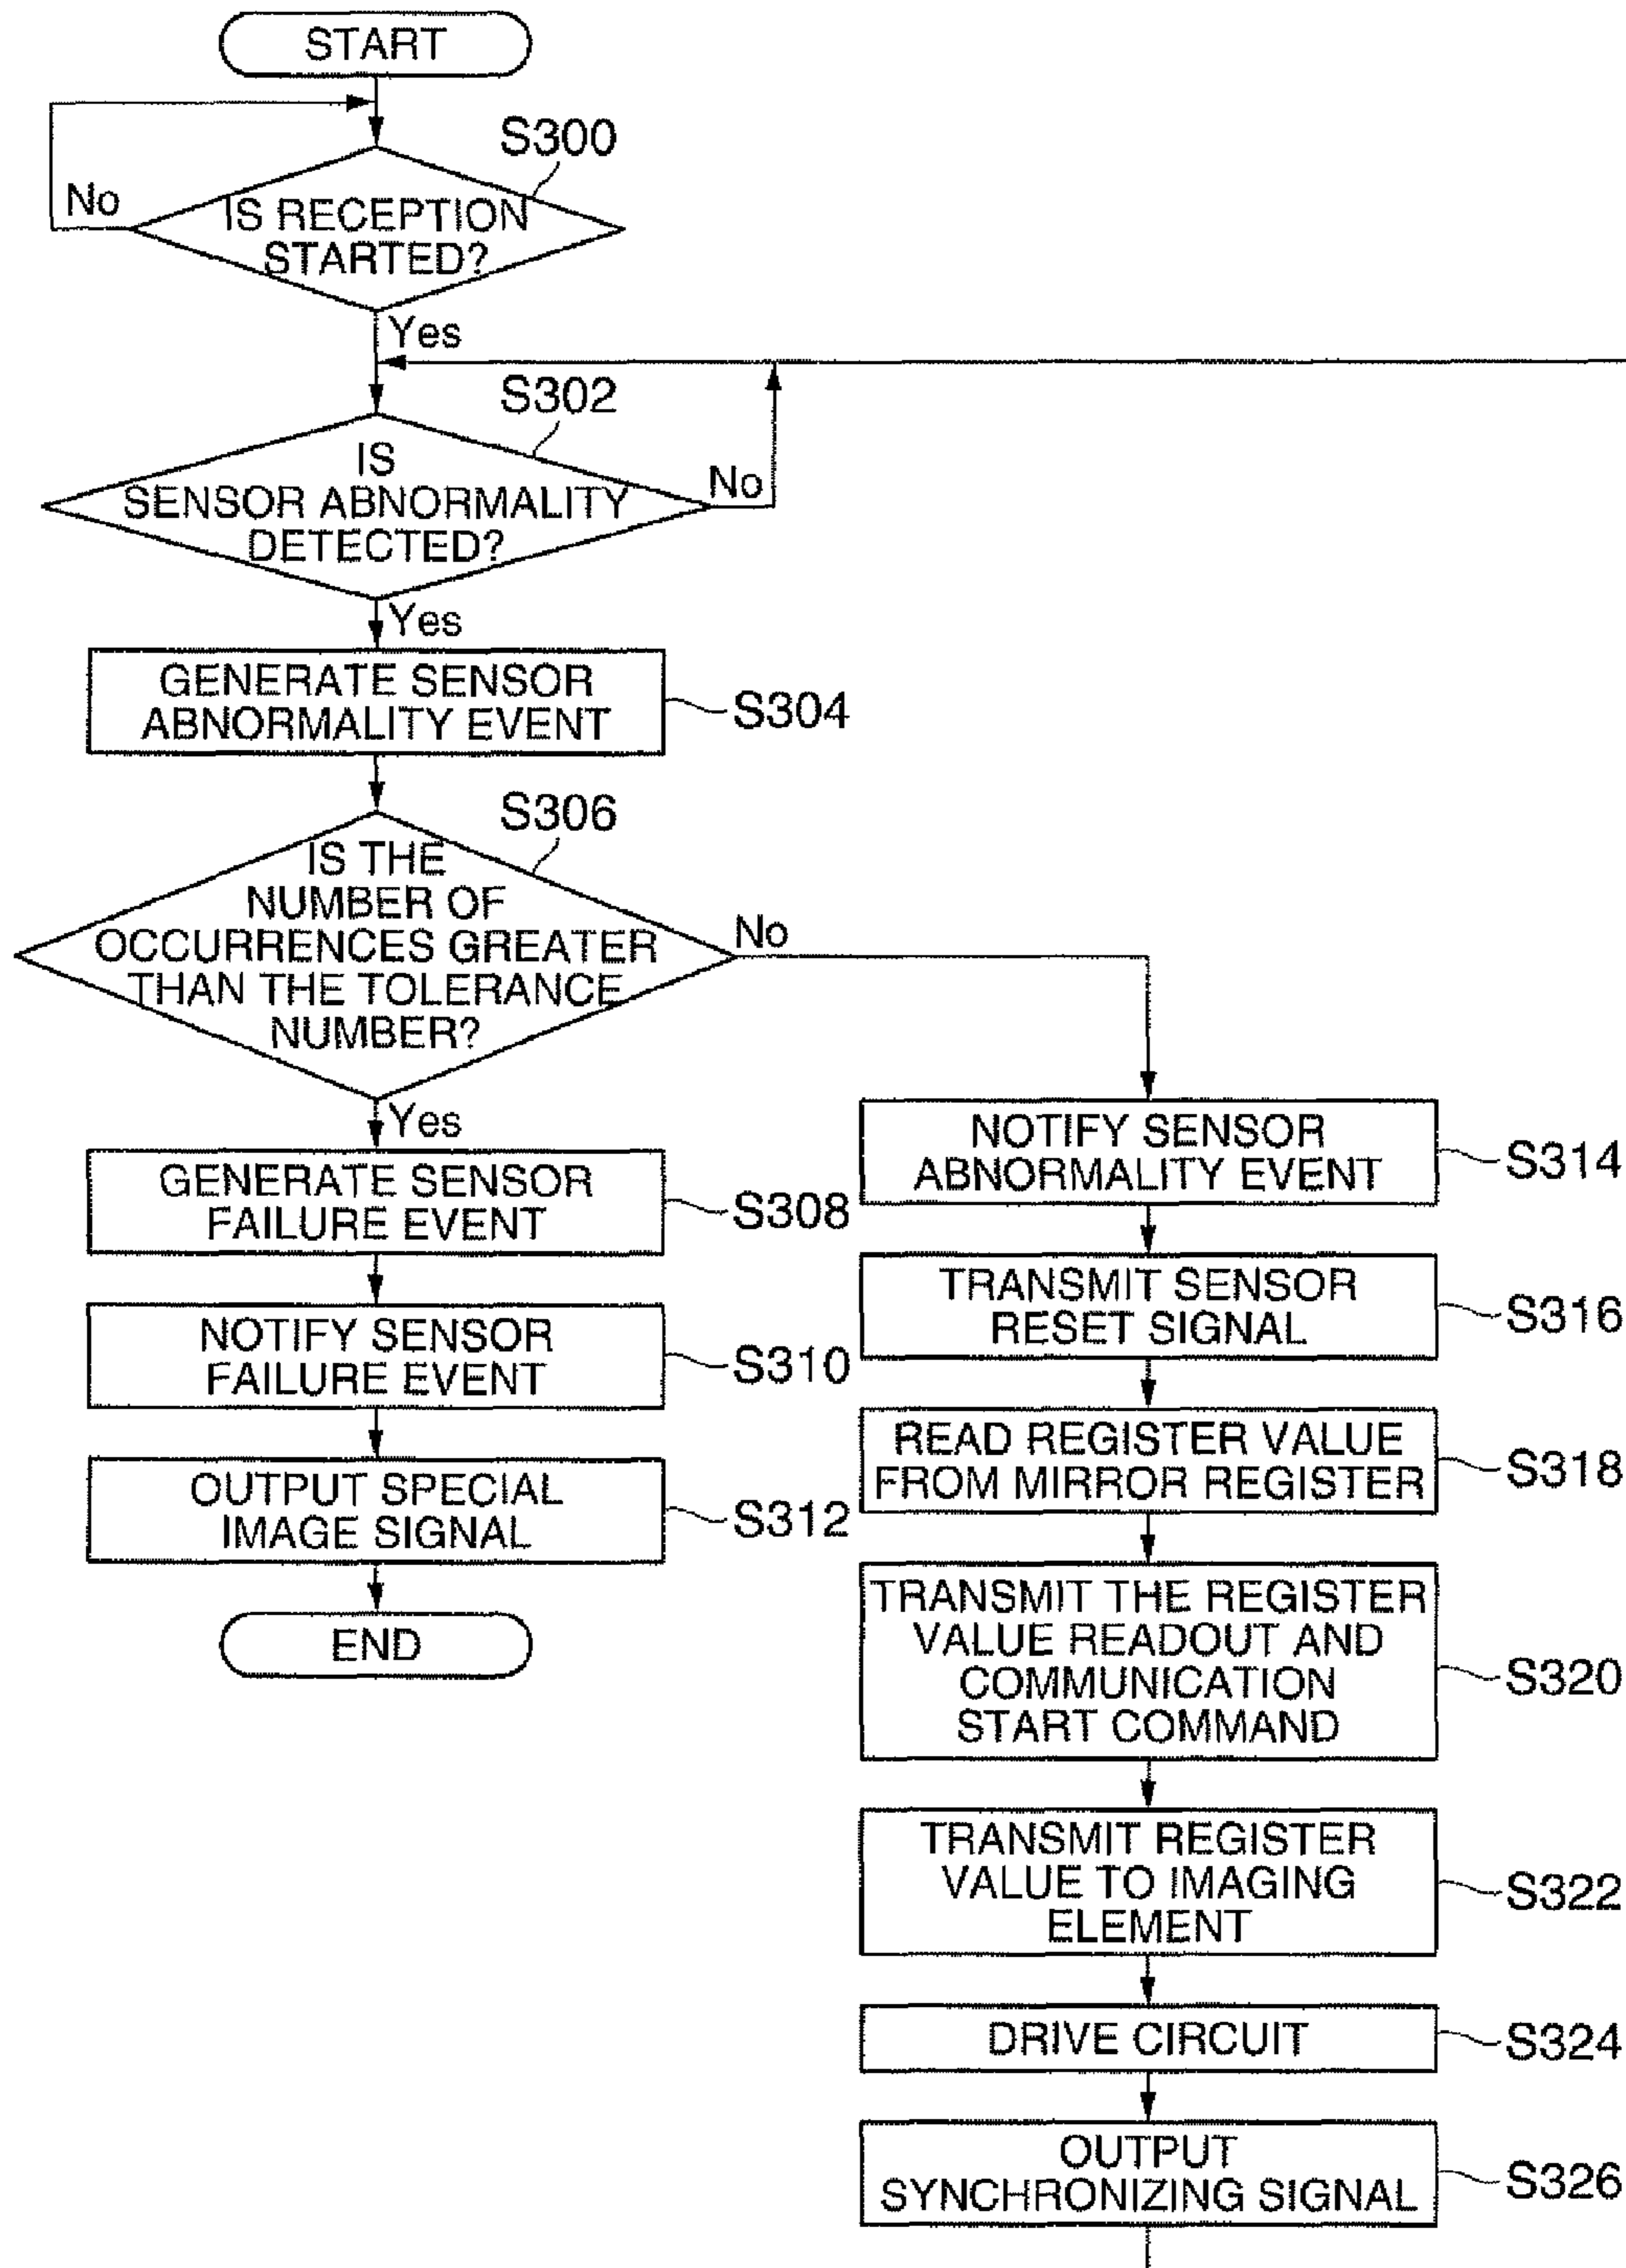 START
S300
No
IS RECEPTION
STARTED?
Yes
S302
IS
SENSOR ABNORMALITY
DETECTED?
No
Yes
GENERATE SENSOR
ABNORMALITY EVENT
S304
S306
IS THE
NUMBER OF
OCCURRENCES GREATER
THAN THE TOLERANCE
NUMBER?
No
Yes
GENERATE SENSOR
FAILURE EVENT
S308
NOTIFY SENSOR
FAILURE EVENT
S310
OUTPUT SPECIAL
IMAGE SIGNAL
S312
END
NOTIFY SENSOR
ABNORMALITY EVENT
S314
TRANSMIT SENSOR
RESET SIGNAL
S316
READ REGISTER VALUE
FROM MIRROR REGISTER
S318
TRANSMIT THE REGISTER
VALUE READOUT AND
COMMUNICATION
START COMMAND
S320
TRANSMIT REGISTER
VALUE TO IMAGING
ELEMENT
S322
DRIVE CIRCUIT
S324
OUTPUT
SYNCHRONIZING SIGNAL
S326